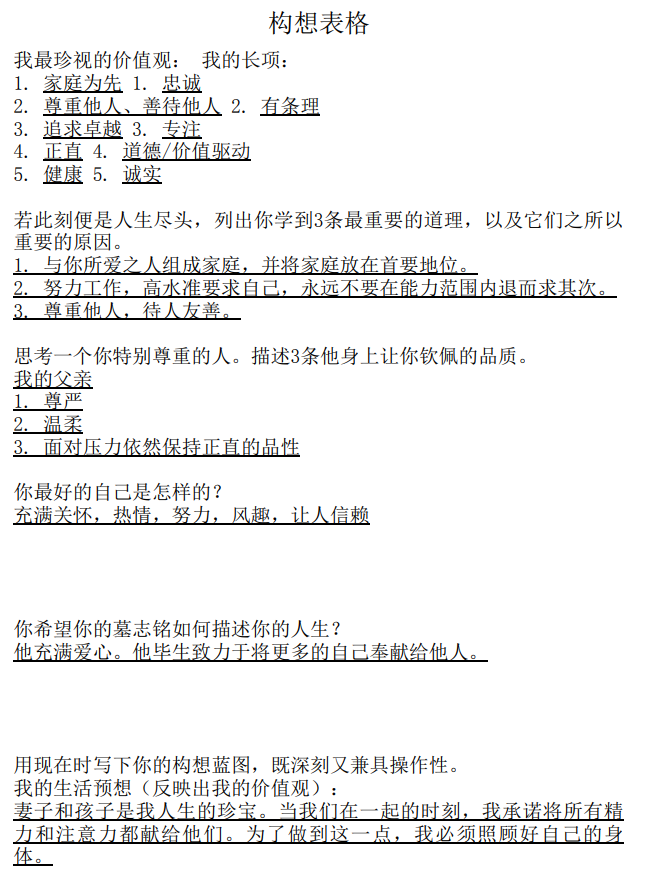 构想表格
我最珍视的价值观： 我的长项：
1. 家庭为先 1. 忠诚
2. 尊重他人、善待他人 2. 有条理
3. 追求卓越 3. 专注
4. 正直 4. 道德/价值驱动
5. 健康 5. 诚实
若此刻便是人生尽头，列出你学到3条最重要的道理，以及它们之所以
重要的原因。
1. 与你所爱之人组成家庭，并将家庭放在首要地位。
2. 努力工作，高水准要求自己，永远不要在能力范围内退而求其次。
3. 尊重他人，待人友善。
思考一个你特别尊重的人。描述3条他身上让你钦佩的品质。
我的父亲
1. 尊严
2. 温柔
3. 面对压力依然保持正直的品性
你最好的自己是怎样的？
充满关怀，热情，努力，风趣，让人信赖
你希望你的墓志铭如何描述你的人生？
他充满爱心。他毕生致力于将更多的自己奉献给他人。
用现在时写下你的构想蓝图，既深刻又兼具操作性。
我的生活预想（反映出我的价值观）：
妻子和孩子是我人生的珍宝。当我们在一起的时刻，我承诺将所有精
力和注意力都献给他们。为了做到这一点，我必须照顾好自己的身
体。